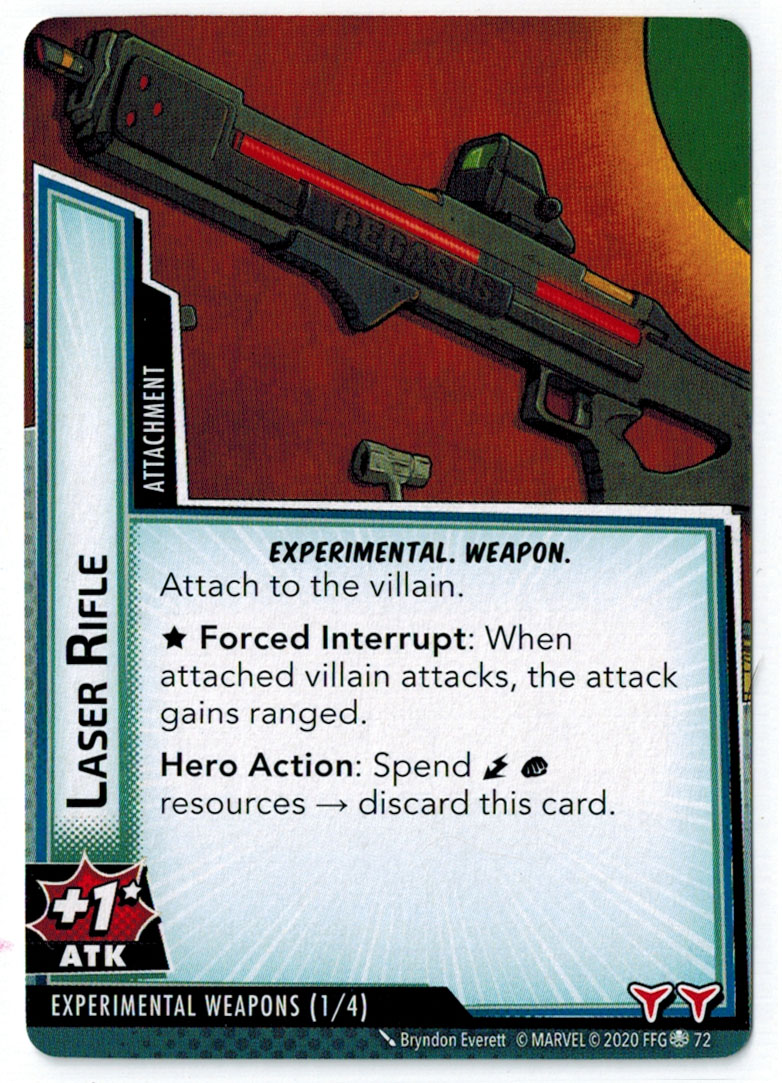 PEGASUS
ATTACHMENT
LASER RIFLE
EXPERIMENTAL. WEAPON.
Attach to the villain.
★ Forced Interrupt: When
attached villain attacks, the attack
gains ranged.
Hero Action: Spend
resources → discard this card.
+1★
ATK
EXPERIMENTAL WEAPONS (1/4)
Bryndon Everett © MARVEL © 2020 FFG 72